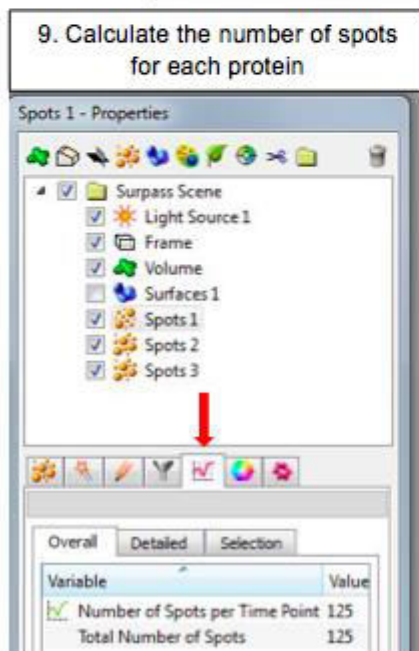 9. Calculate the number of spots
for each protein
Spots 1 - Properties
Surpass Scene
Light Source 1
Frame
Volume
Surfaces 1
Spots 1
Spots 2
Spots 3
Overall Detailed Selection
Variable Value
Number of Spots per Time Point 125
Total Number of Spots 125